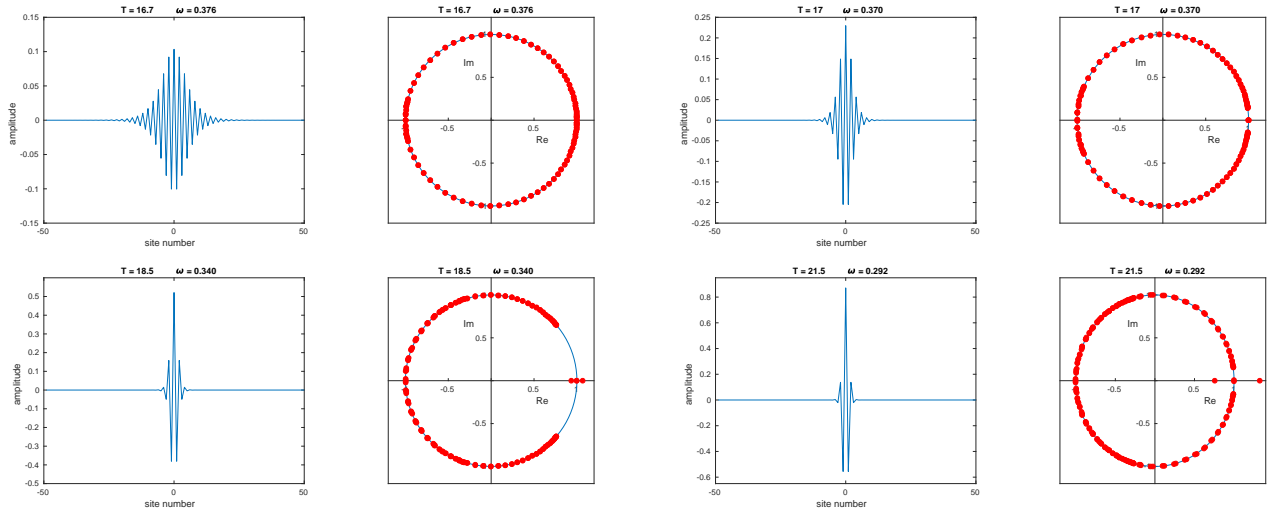 T = 16.7 ω = 0.376
0.15
0.1
0.05
0
-0.05
-0.1
-0.15
amplitude
-50 0 50
site number
T = 16.7 ω = 0.376
Im
0.5
-0.5 0.5
Re
-0.5
T = 17 ω = 0.370
0.25
0.2
0.15
0.1
0.05
0
-0.05
-0.1
-0.15
-0.2
-0.25
amplitude
-50 0 50
site number
T = 17 ω = 0.370
Im
0.5
-0.5 0.5
Re
-0.5
T = 18.5 ω = 0.340
0.5
0.4
0.3
0.2
0.1
0
-0.1
-0.2
-0.3
-0.4
-0.5
amplitude
-50 0 50
site number
T = 18.5 ω = 0.340
Im
0.5
-0.5 0.5
Re
-0.5
T = 21.5 ω = 0.292
0.8
0.6
0.4
0.2
0
-0.2
-0.4
-0.6
amplitude
-50 0 50
site number
T = 21.5 ω = 0.292
Im
0.5
-0.5 0.5
Re
-0.5